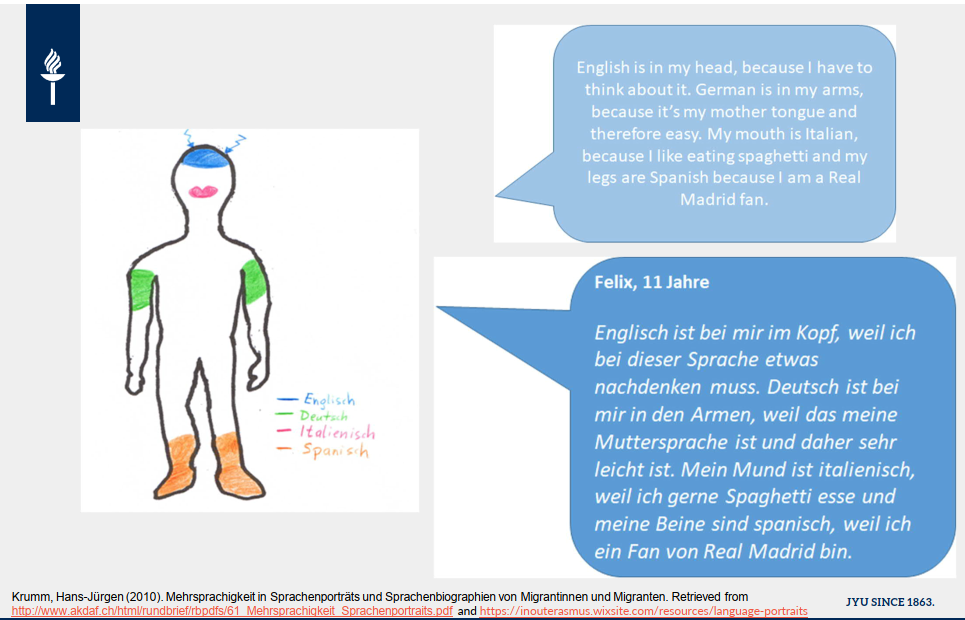 English is in my head, because I have to
think about it. German is in my arms,
because it's my mother tongue and
therefore easy. My mouth is Italian,
because I like eating spaghetti and my
legs are Spanish because I am a Real
Madrid fan.
Felix, 11 Jahre
Englisch ist bei mir im Kopf, weil ich
bei dieser Sprache etwas
nachdenken muss. Deutsch ist bei
mir in den Armen, weil das meine
Muttersprache ist und daher sehr
leicht ist. Mein Mund ist italienisch,
weil ich gerne Spaghetti esse und
meine Beine sind spanisch, weil ich
ein Fan von Real Madrid bin.
Englisch
Deutsch
Italienisch
Spanisch
Krumm, Hans-Jürgen (2010). Mehrsprachigkeit in Sprachenporträts und Sprachenbiographien von Migrantinnen und Migranten. Retrieved from
http://www.akdaf.ch/html/rundbrief/rbpdfs/61_Mehrsprachigkeit_Sprachenportraits.pdf and https://inouterasmus.wixsite.com/resources/language-portraits
JYU SINCE 1863.